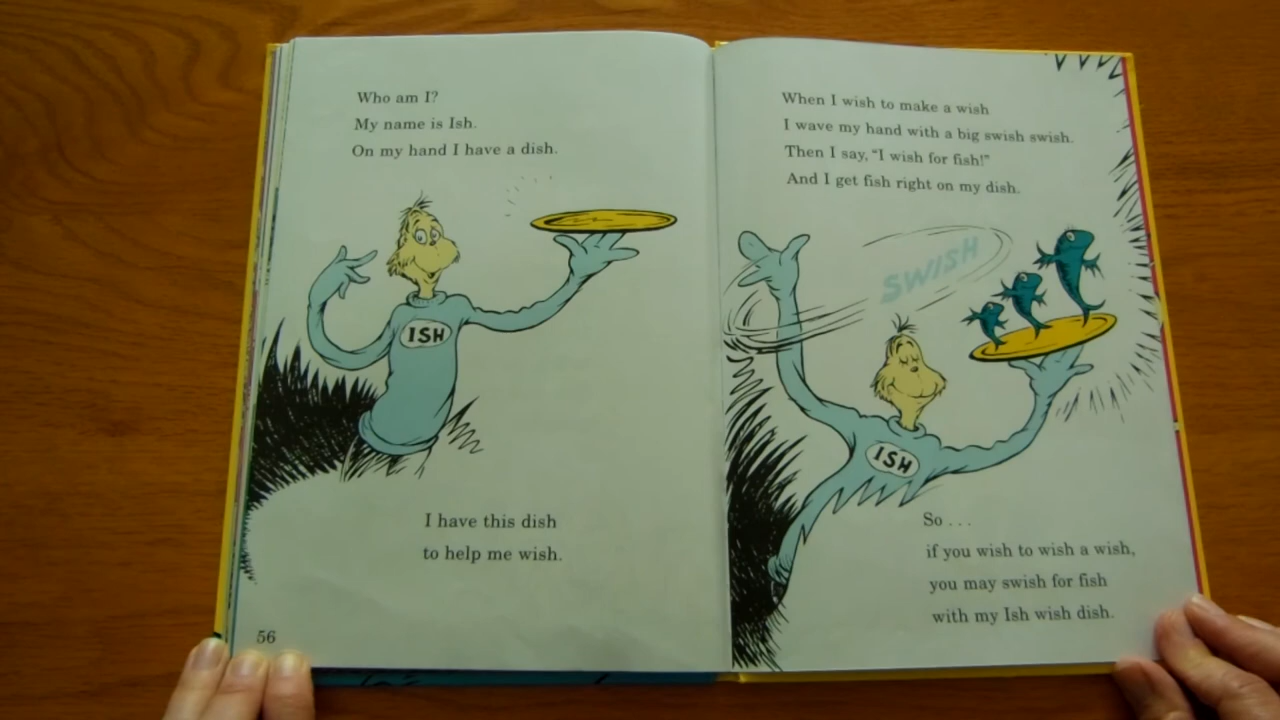 Who am I?
My name is Ish.
On my hand I have a dish.
ISH
I have this dish
to help me wish.
56
When I wish to make a wish
I wave my hand with a big swish swish.
Then I say, "I wish for fish!"
And I get fish right on my dish.
SWISH
ISH
So . . .
if you wish to wish a wish,
you may swish for fish
with my Ish wish dish.